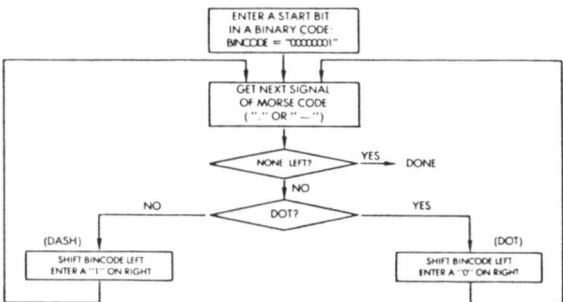 ENTER A START BIT
IN A BINARY CODE:
BINCODE = "00000001"
GET NEXT SIGNAL
OF MORSE CODE
("." OR "—")
NONE LEFT?
YES
DONE
NO
DOT?
NO
YES
(DASH)
(DOT)
SHIFT BINCODE LEFT
ENTER A "1" ON RIGHT
SHIFT BINCODE LEFT
ENTER A "0" ON RIGHT